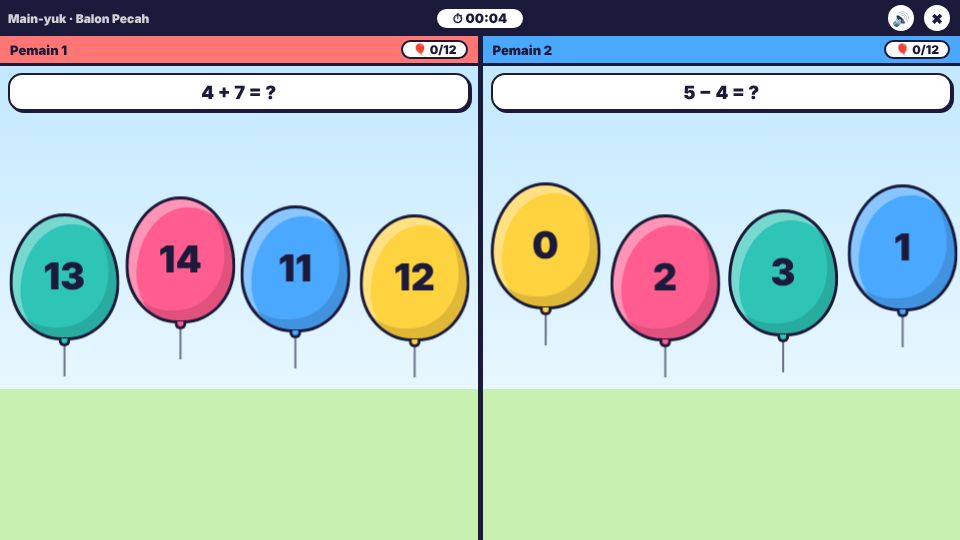 Main-yuk · Balon Pecah
⏱ 00:04
Pemain 1
0/12
4 + 7 = ?
13
14
11
12
Pemain 2
0/12
5 − 4 = ?
0
2
3
1